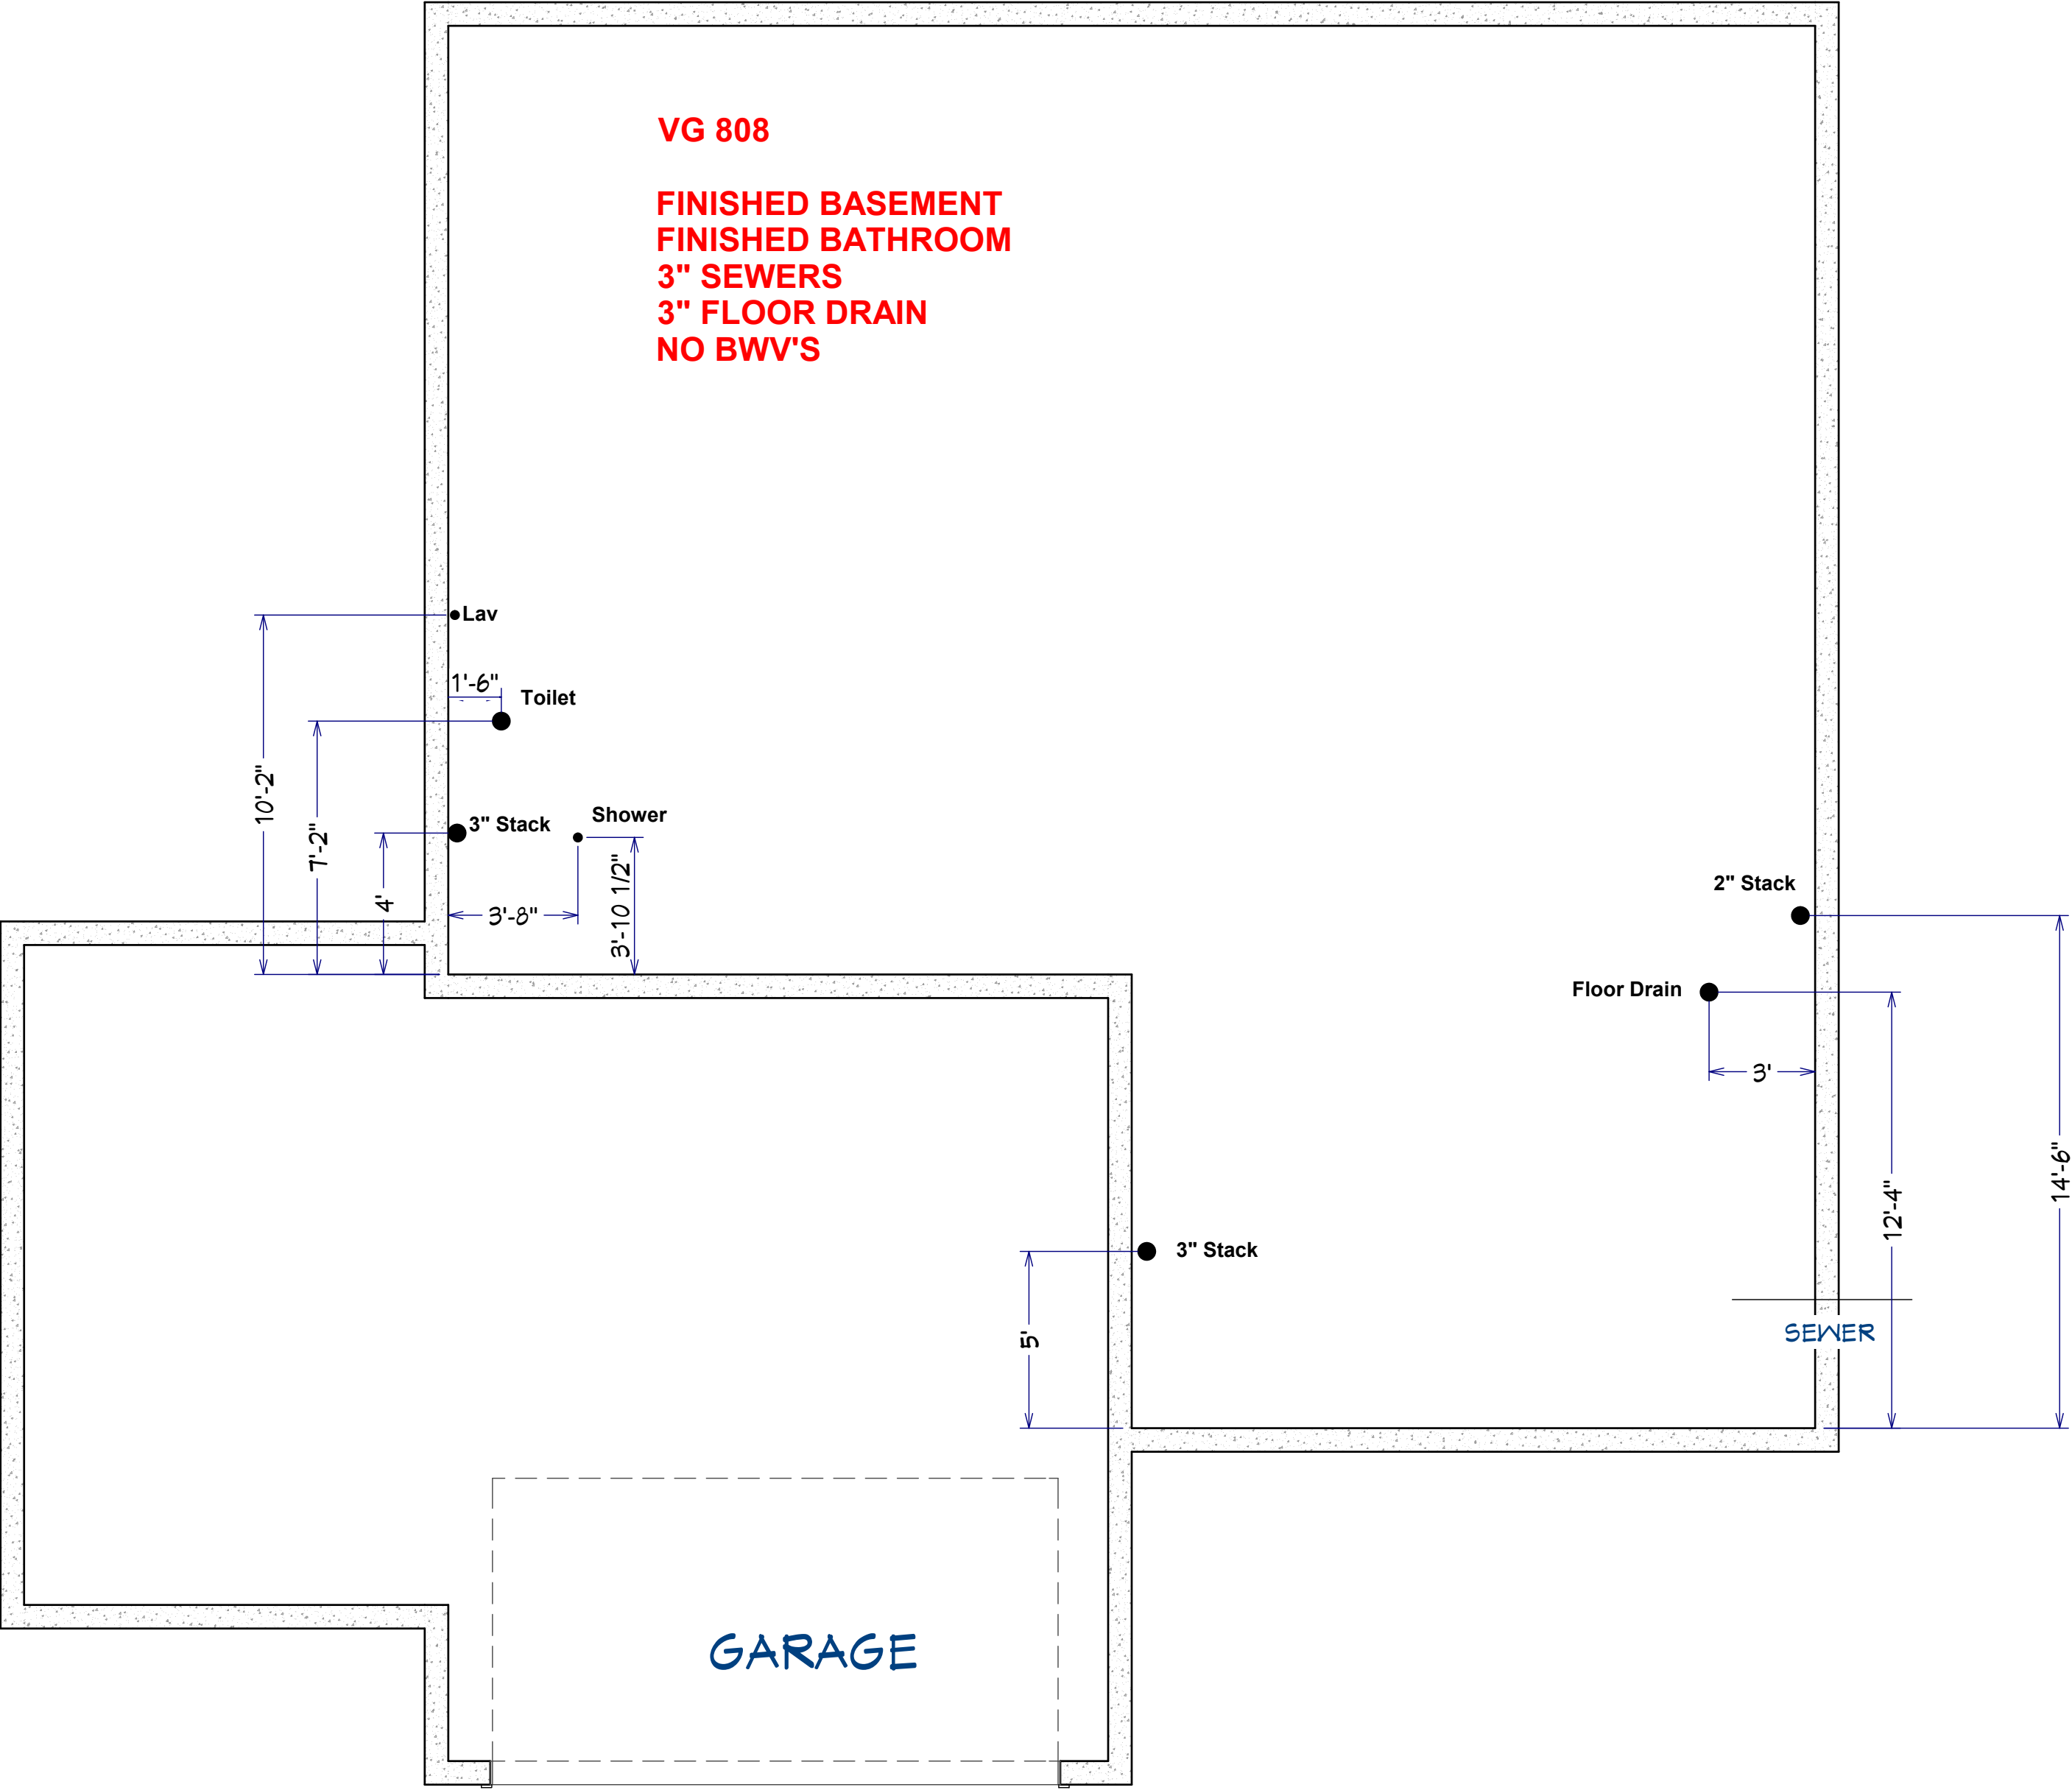 VG 808
FINISHED BASEMENT
FINISHED BATHROOM
3" SEWERS
3" FLOOR DRAIN
NO BWV'S
Lav
1'-6"
Toilet
10'-2"
7'-2"
3" Stack
Shower
4'
3'-8"
3'-10 1/2"
2" Stack
Floor Drain
3'
14'-6"
12'-4"
3" Stack
5'
SEWER
GARAGE